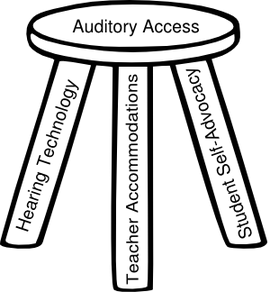 Auditory Access
Hearing Technology
Teacher Accommodations
Student Self-Advocacy